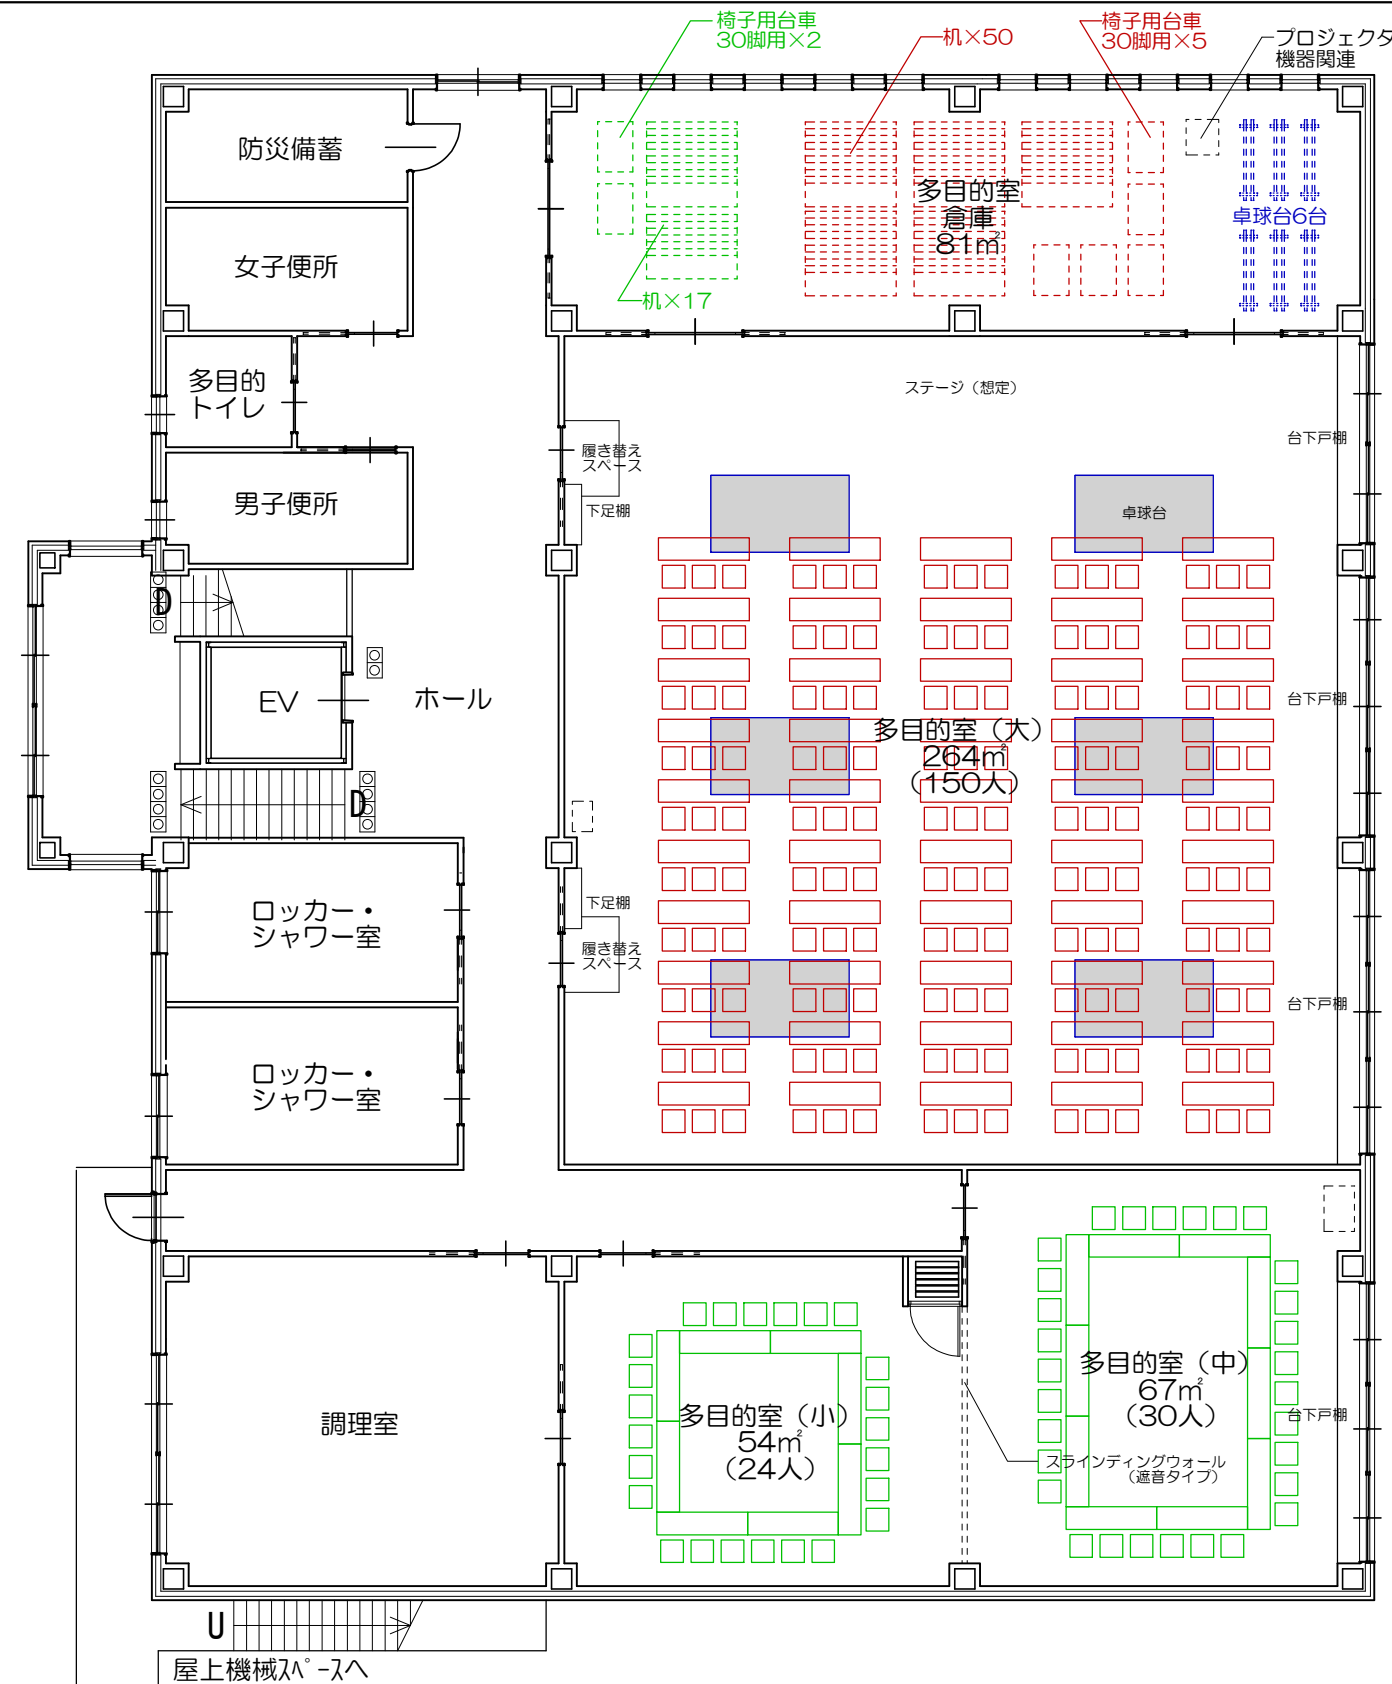 椅子用台車
30脚用×2
机×50
椅子用台車
30脚用×5
プロジェクタ
機器関連
防災備蓄
多目的室
倉庫
81㎡
卓球台6台
女子便所
机×17
多目的
トイレ
ステージ（想定）
履き替え
スペース
台下戸棚
男子便所
下足棚
卓球台
D
EV
ホール
台下戸棚
多目的室（大）
264㎡
（150人）
D
ロッカー・
シャワー室
下足棚
履き替え
スペース
台下戸棚
ロッカー・
シャワー室
多目的室（中）
67㎡
（30人）
台下戸棚
調理室
多目的室（小）
54㎡
（24人）
スラインディングウォール
（遮音タイプ）
U
屋上機械ｽﾍﾟｰｽへ